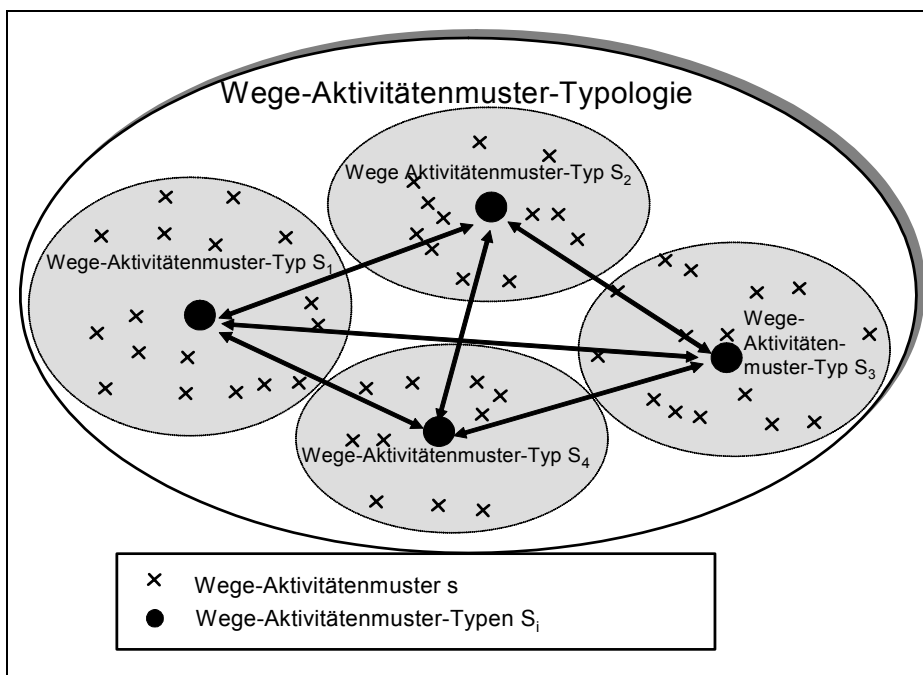 Wege-Aktivitätenmuster-Typologie
Wege Aktivitätenmuster-Typ S2
Wege-Aktivitätenmuster-Typ S1
Wege-
Aktivitäten-
muster-Typ S3
Wege-Aktivitätenmuster-Typ S4
Wege-Aktivitätenmuster s
Wege-Aktivitätenmuster-Typen Si